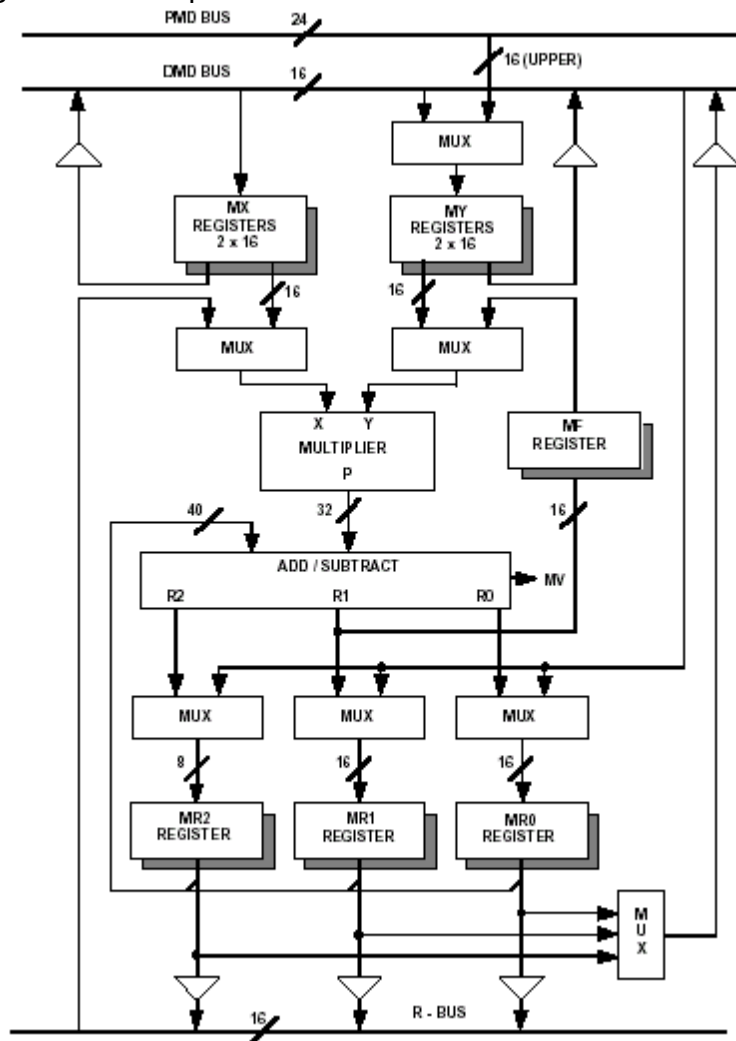 PMD BUS 24
16 (UPPER)
DMD BUS 16
MUX
MX
REGISTERS
2 x 16
MY
REGISTERS
2 x 16
16
16
MUX
MUX
X Y
MULTIPLIER
P
MF
REGISTER
40
32
16
ADD / SUBTRACT
MV
R2
R1
R0
MUX
MUX
MUX
8
16
16
MR2
REGISTER
MR1
REGISTER
MR0
REGISTER
M
U
X
16
R - BUS